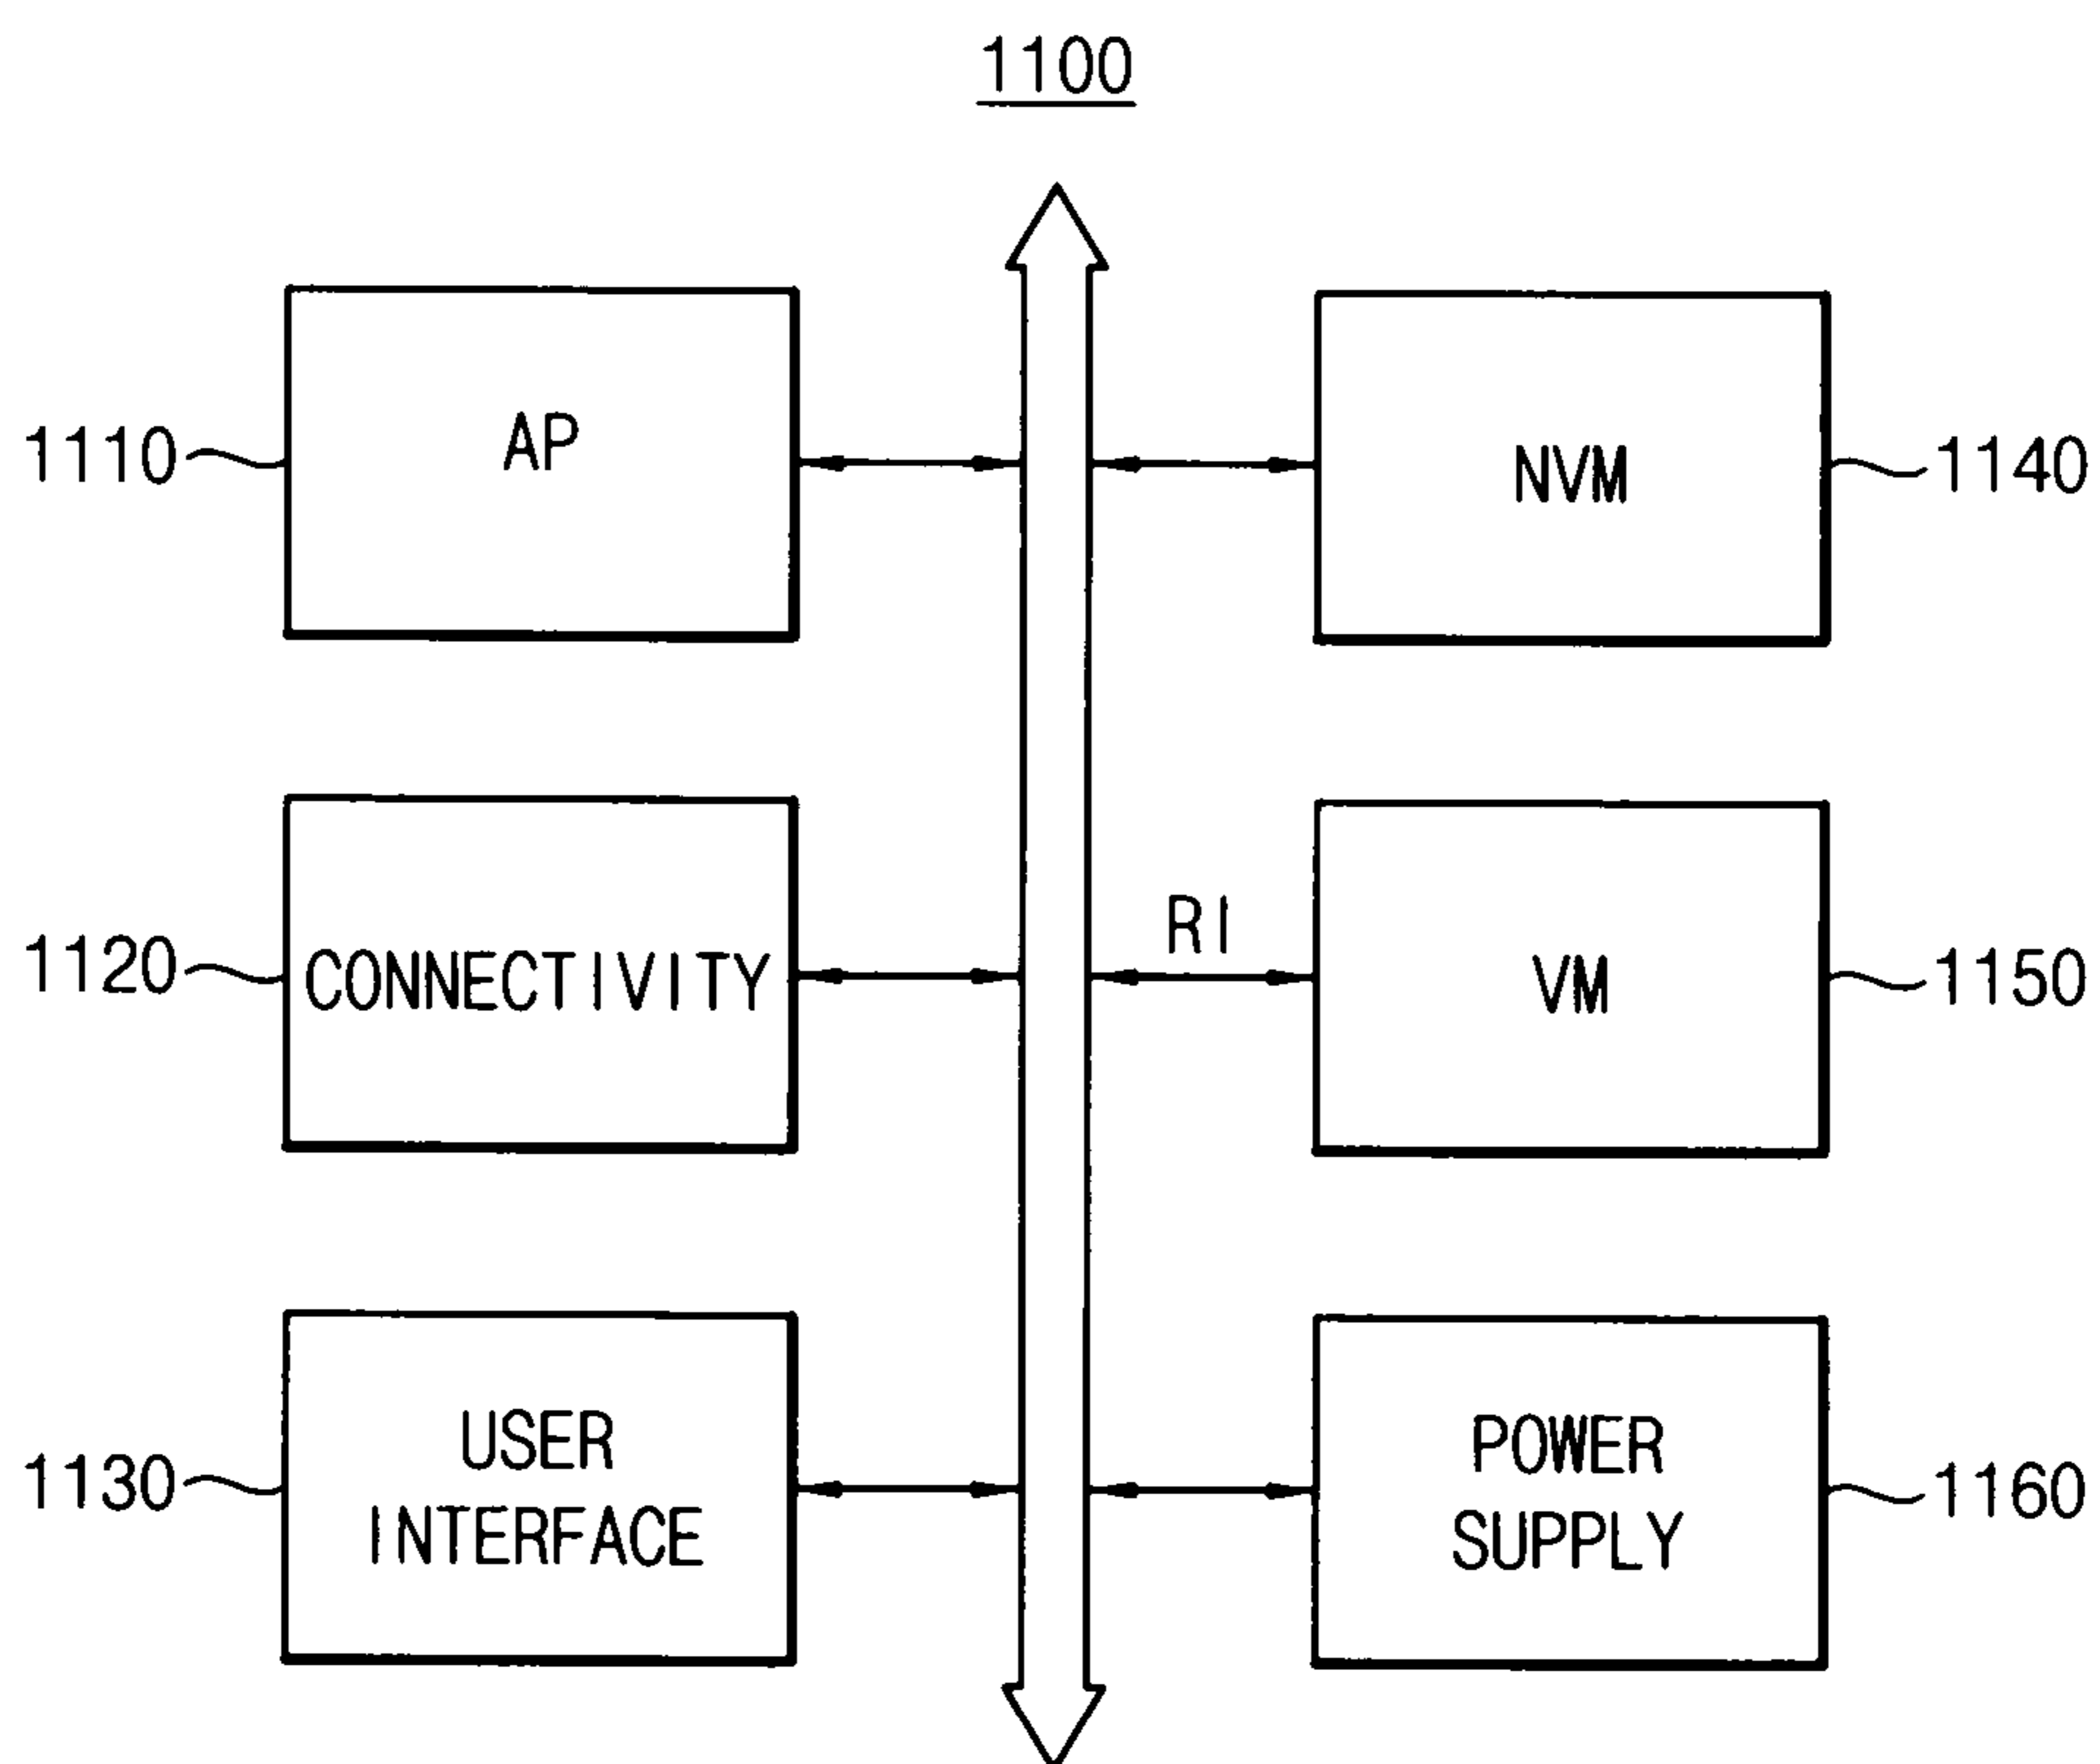 1100
1110
AP
NVM
1140
1120
CONNECTIVITY
RI
VM
1150
1130
USER
INTERFACE
POWER
SUPPLY
1160